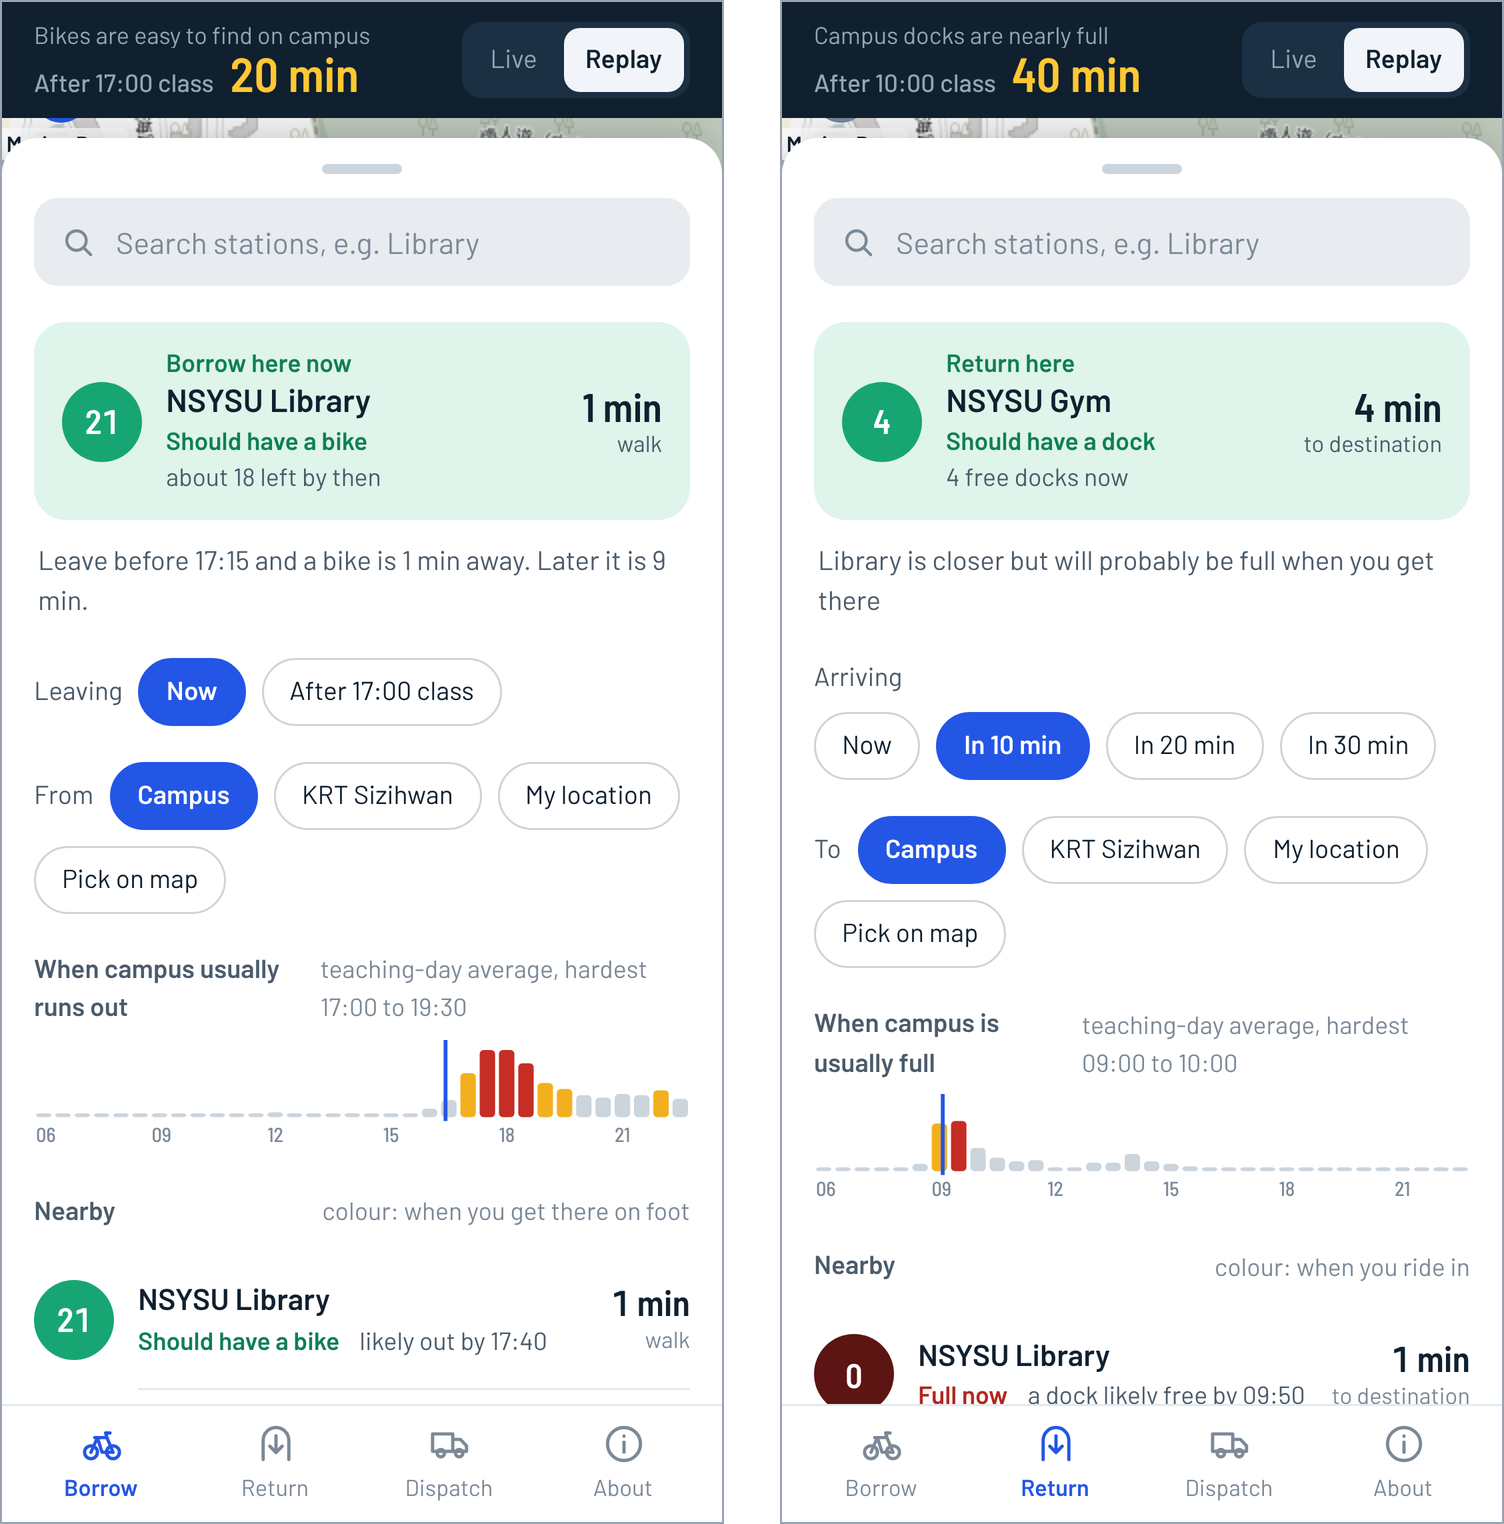 Bikes are easy to find on campus
After 17:00 class 20 min
Live Replay
Search stations, e.g. Library
Borrow here now
21 NSYSU Library 1 min
Should have a bike walk
about 18 left by then
Leave before 17:15 and a bike is 1 min away. Later it is 9
min.
Leaving Now After 17:00 class
From Campus KRT Sizihwan My location
Pick on map
When campus usually teaching-day average, hardest
runs out 17:00 to 19:30
06 09 12 15 18 21
Nearby colour: when you get there on foot
21 NSYSU Library 1 min
Should have a bike likely out by 17:40 walk
Borrow Return Dispatch About
Campus docks are nearly full
After 10:00 class 40 min
Live Replay
Search stations, e.g. Library
Return here
4 NSYSU Gym 4 min
Should have a dock to destination
4 free docks now
Library is closer but will probably be full when you get
there
Arriving
Now In 10 min In 20 min In 30 min
To Campus KRT Sizihwan My location
Pick on map
When campus is teaching-day average, hardest
usually full 09:00 to 10:00
06 09 12 15 18 21
Nearby colour: when you ride in
0 NSYSU Library 1 min
Full now a dock likely free by 09:50 to destination
Borrow Return Dispatch About